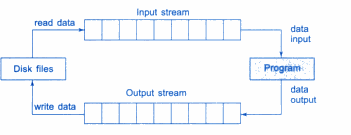 Input stream
read data
data
input
Disk files
Program
Output stream
data
output
write data